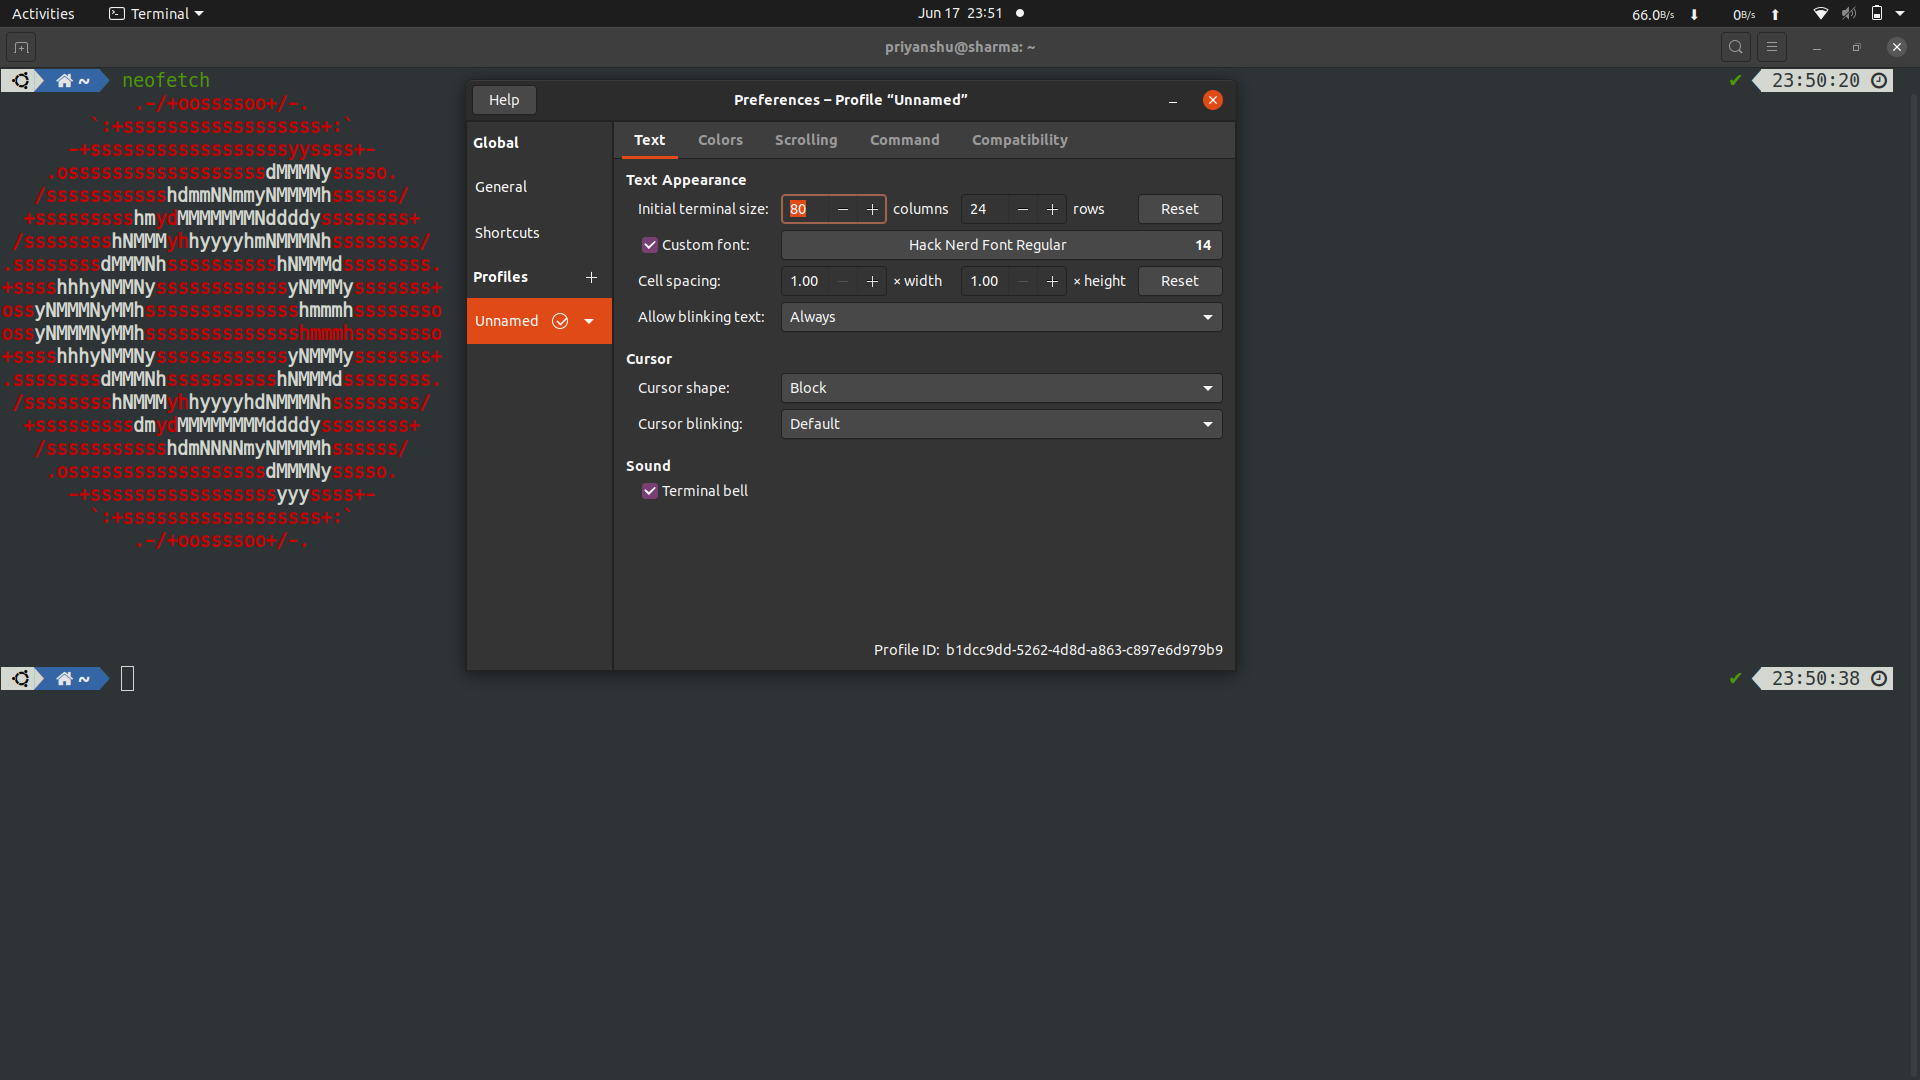 Activities Terminal Jun 17 23:51 66.0B/s 0B/s
priyanshu@sharma: ~
~ neofetch 23:50:20
.-/+oossssoo+/-.
`:+ssssssssssssssssss+:`
-+ssssssssssssssssssyyssss+-
.ossssssssssssssssssdMMMNysssso.
/ssssssssssshdmmNNmmyNMMMMhssssss/
+ssssssssshmydMMMMMMMNddddyssssssss+
/sssssssshNMMMyhhyyyyhmNMMMNhssssssss/
.ssssssssdMMMNhsssssssssshNMMMdssssssss.
+sssshhhyNMMNyssssssssssssyNMMMysssssss+
ossyNMMMNyMMhsssssssssssssshmmmhssssssso
ossyNMMMNyMMhsssssssssssssshmmmhssssssso
+sssshhhyNMMNyssssssssssssyNMMMysssssss+
.ssssssssdMMMNhsssssssssshNMMMdssssssss.
/sssssssshNMMMyhhyyyyhdNMMMNhssssssss/
+sssssssssdmydMMMMMMMMddddyssssssss+
/ssssssssssshdmNNNNmyNMMMMhssssss/
.ossssssssssssssssssdMMMNysssso.
-+sssssssssssssssssyyyssss+-
`:+ssssssssssssssssss+:`
.-/+oossssoo+/-.
~ 23:50:38
Help Preferences – Profile “Unnamed”
Global
General
Shortcuts
Profiles +
Unnamed
Text Colors Scrolling Command Compatibility
Text Appearance
Initial terminal size: 80 − + columns 24 − + rows Reset
Custom font: Hack Nerd Font Regular 14
Cell spacing: 1.00 − + × width 1.00 − + × height Reset
Allow blinking text: Always
Cursor
Cursor shape: Block
Cursor blinking: Default
Sound
Terminal bell
Profile ID: b1dcc9dd-5262-4d8d-a863-c897e6d979b9